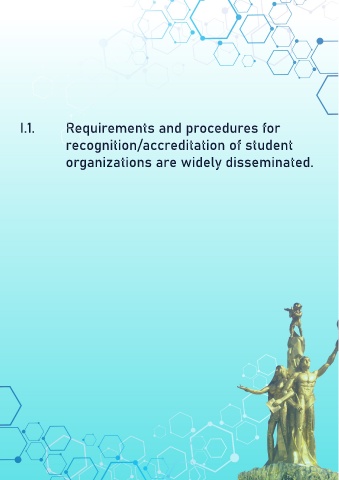 I.1. Requirements and procedures for
recognition/accreditation of student
organizations are widely disseminated.